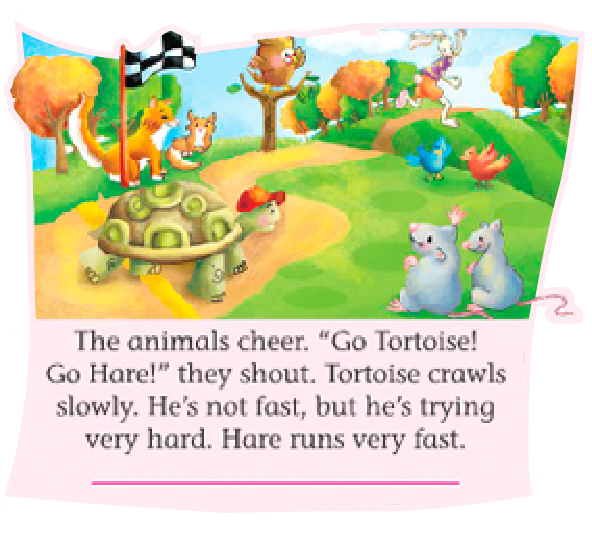 The animals cheer. “Go Tortoise!
Go Hare!” they shout. Tortoise crawls
slowly. He’s not fast, but he’s trying
very hard. Hare runs very fast.